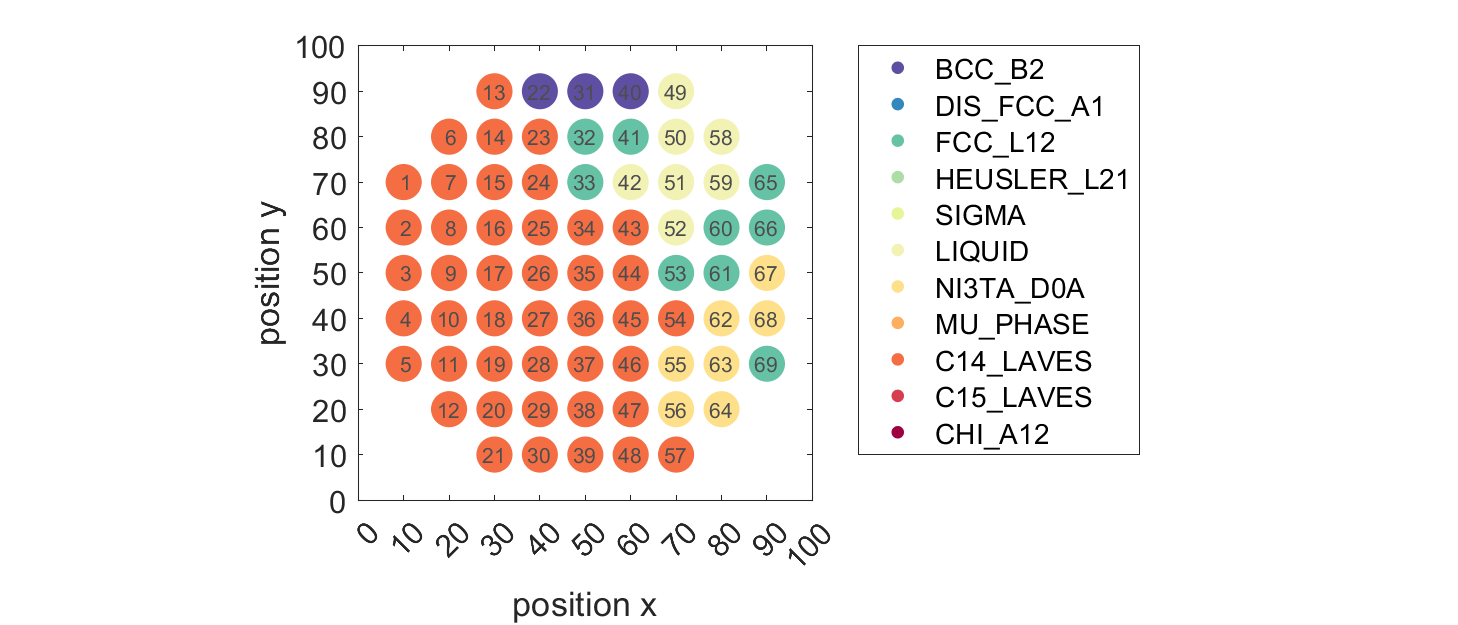 100
90
80
70
60
50
40
30
20
10
0
position y
13 22 31 40 49
6 14 23 32 41 50 58
1 7 15 24 33 42 51 59 65
2 8 16 25 34 43 52 60 66
3 9 17 26 35 44 53 61 67
4 10 18 27 36 45 54 62 68
5 11 19 28 37 46 55 63 69
12 20 29 38 47 56 64
21 30 39 48 57
0 10 20 30 40 50 60 70 80 90 100
position x
BCC_B2
DIS_FCC_A1
FCC_L12
HEUSLER_L21
SIGMA
LIQUID
NI3TA_D0A
MU_PHASE
C14_LAVES
C15_LAVES
CHI_A12